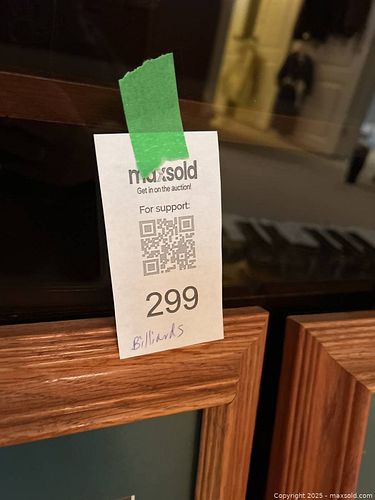 maxsold
Get in on the auction!
For support:
299
Billiards
Copyright 2025 - maxsold.com